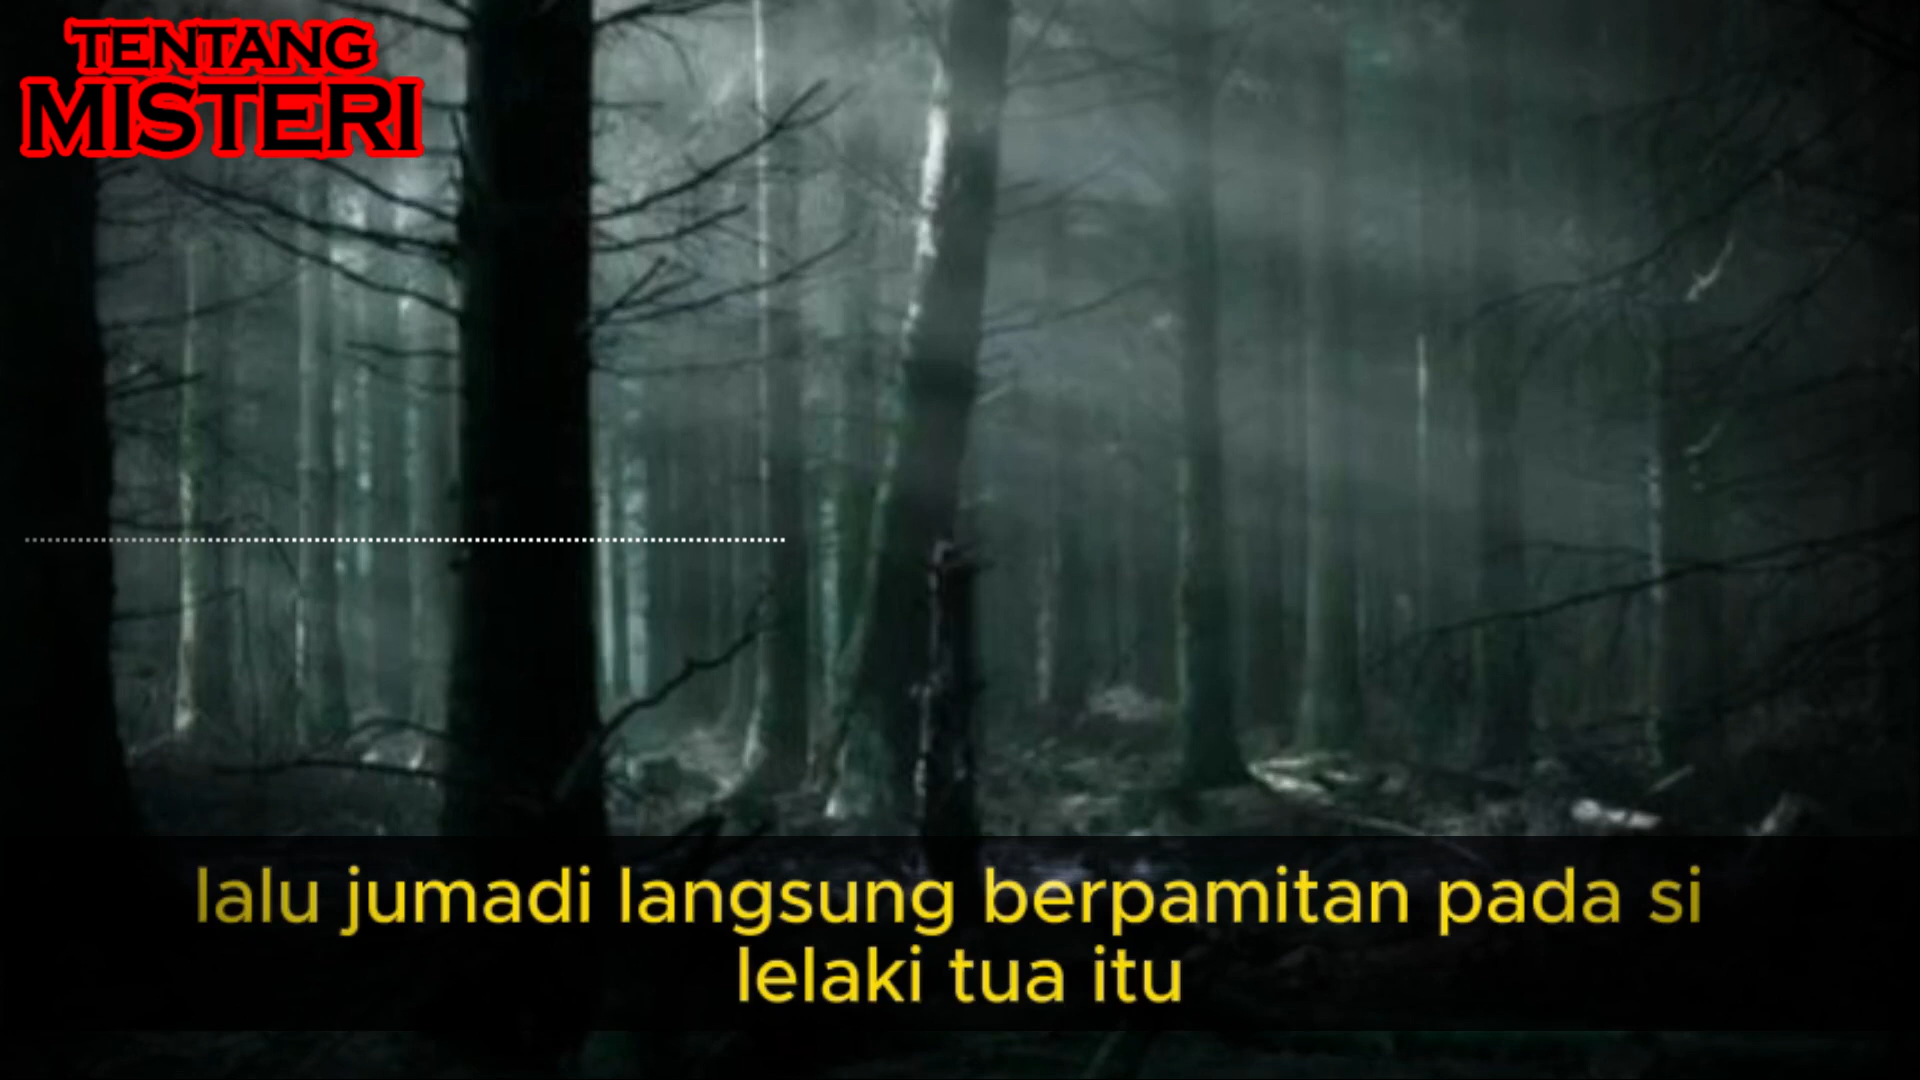 TENTANG
MISTERI
lalu jumadi langsung berpamitan pada si
lelaki tua itu